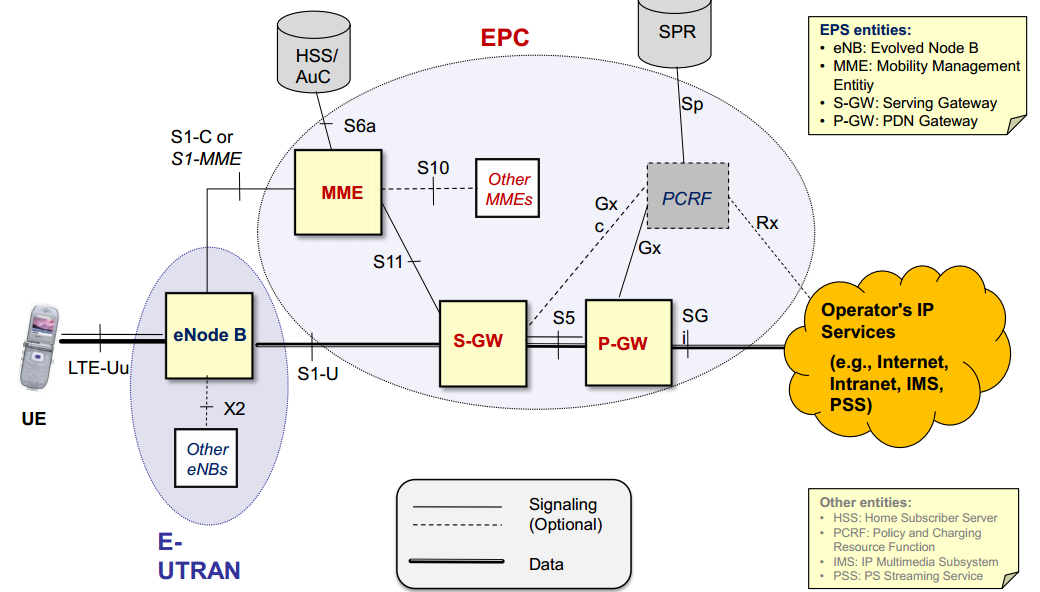 EPC
HSS/
AuC
SPR
EPS entities:
• eNB: Evolved Node B
• MME: Mobility Management
Entitiy
• S-GW: Serving Gateway
• P-GW: PDN Gateway
Sp
S6a
S1-C or
S1-MME
MME
S10
Other
MMEs
PCRF
Gx
c
Rx
Gx
S11
eNode B
S-GW
S5
P-GW
SG
i
Operator's IP
Services
(e.g., Internet,
Intranet, IMS,
PSS)
LTE-Uu
S1-U
UE
X2
Other
eNBs
E-
UTRAN
Signaling
(Optional)
Data
Other entities:
• HSS: Home Subscriber Server
• PCRF: Policy and Charging
Resource Function
• IMS: IP Multimedia Subsystem
• PSS: PS Streaming Service